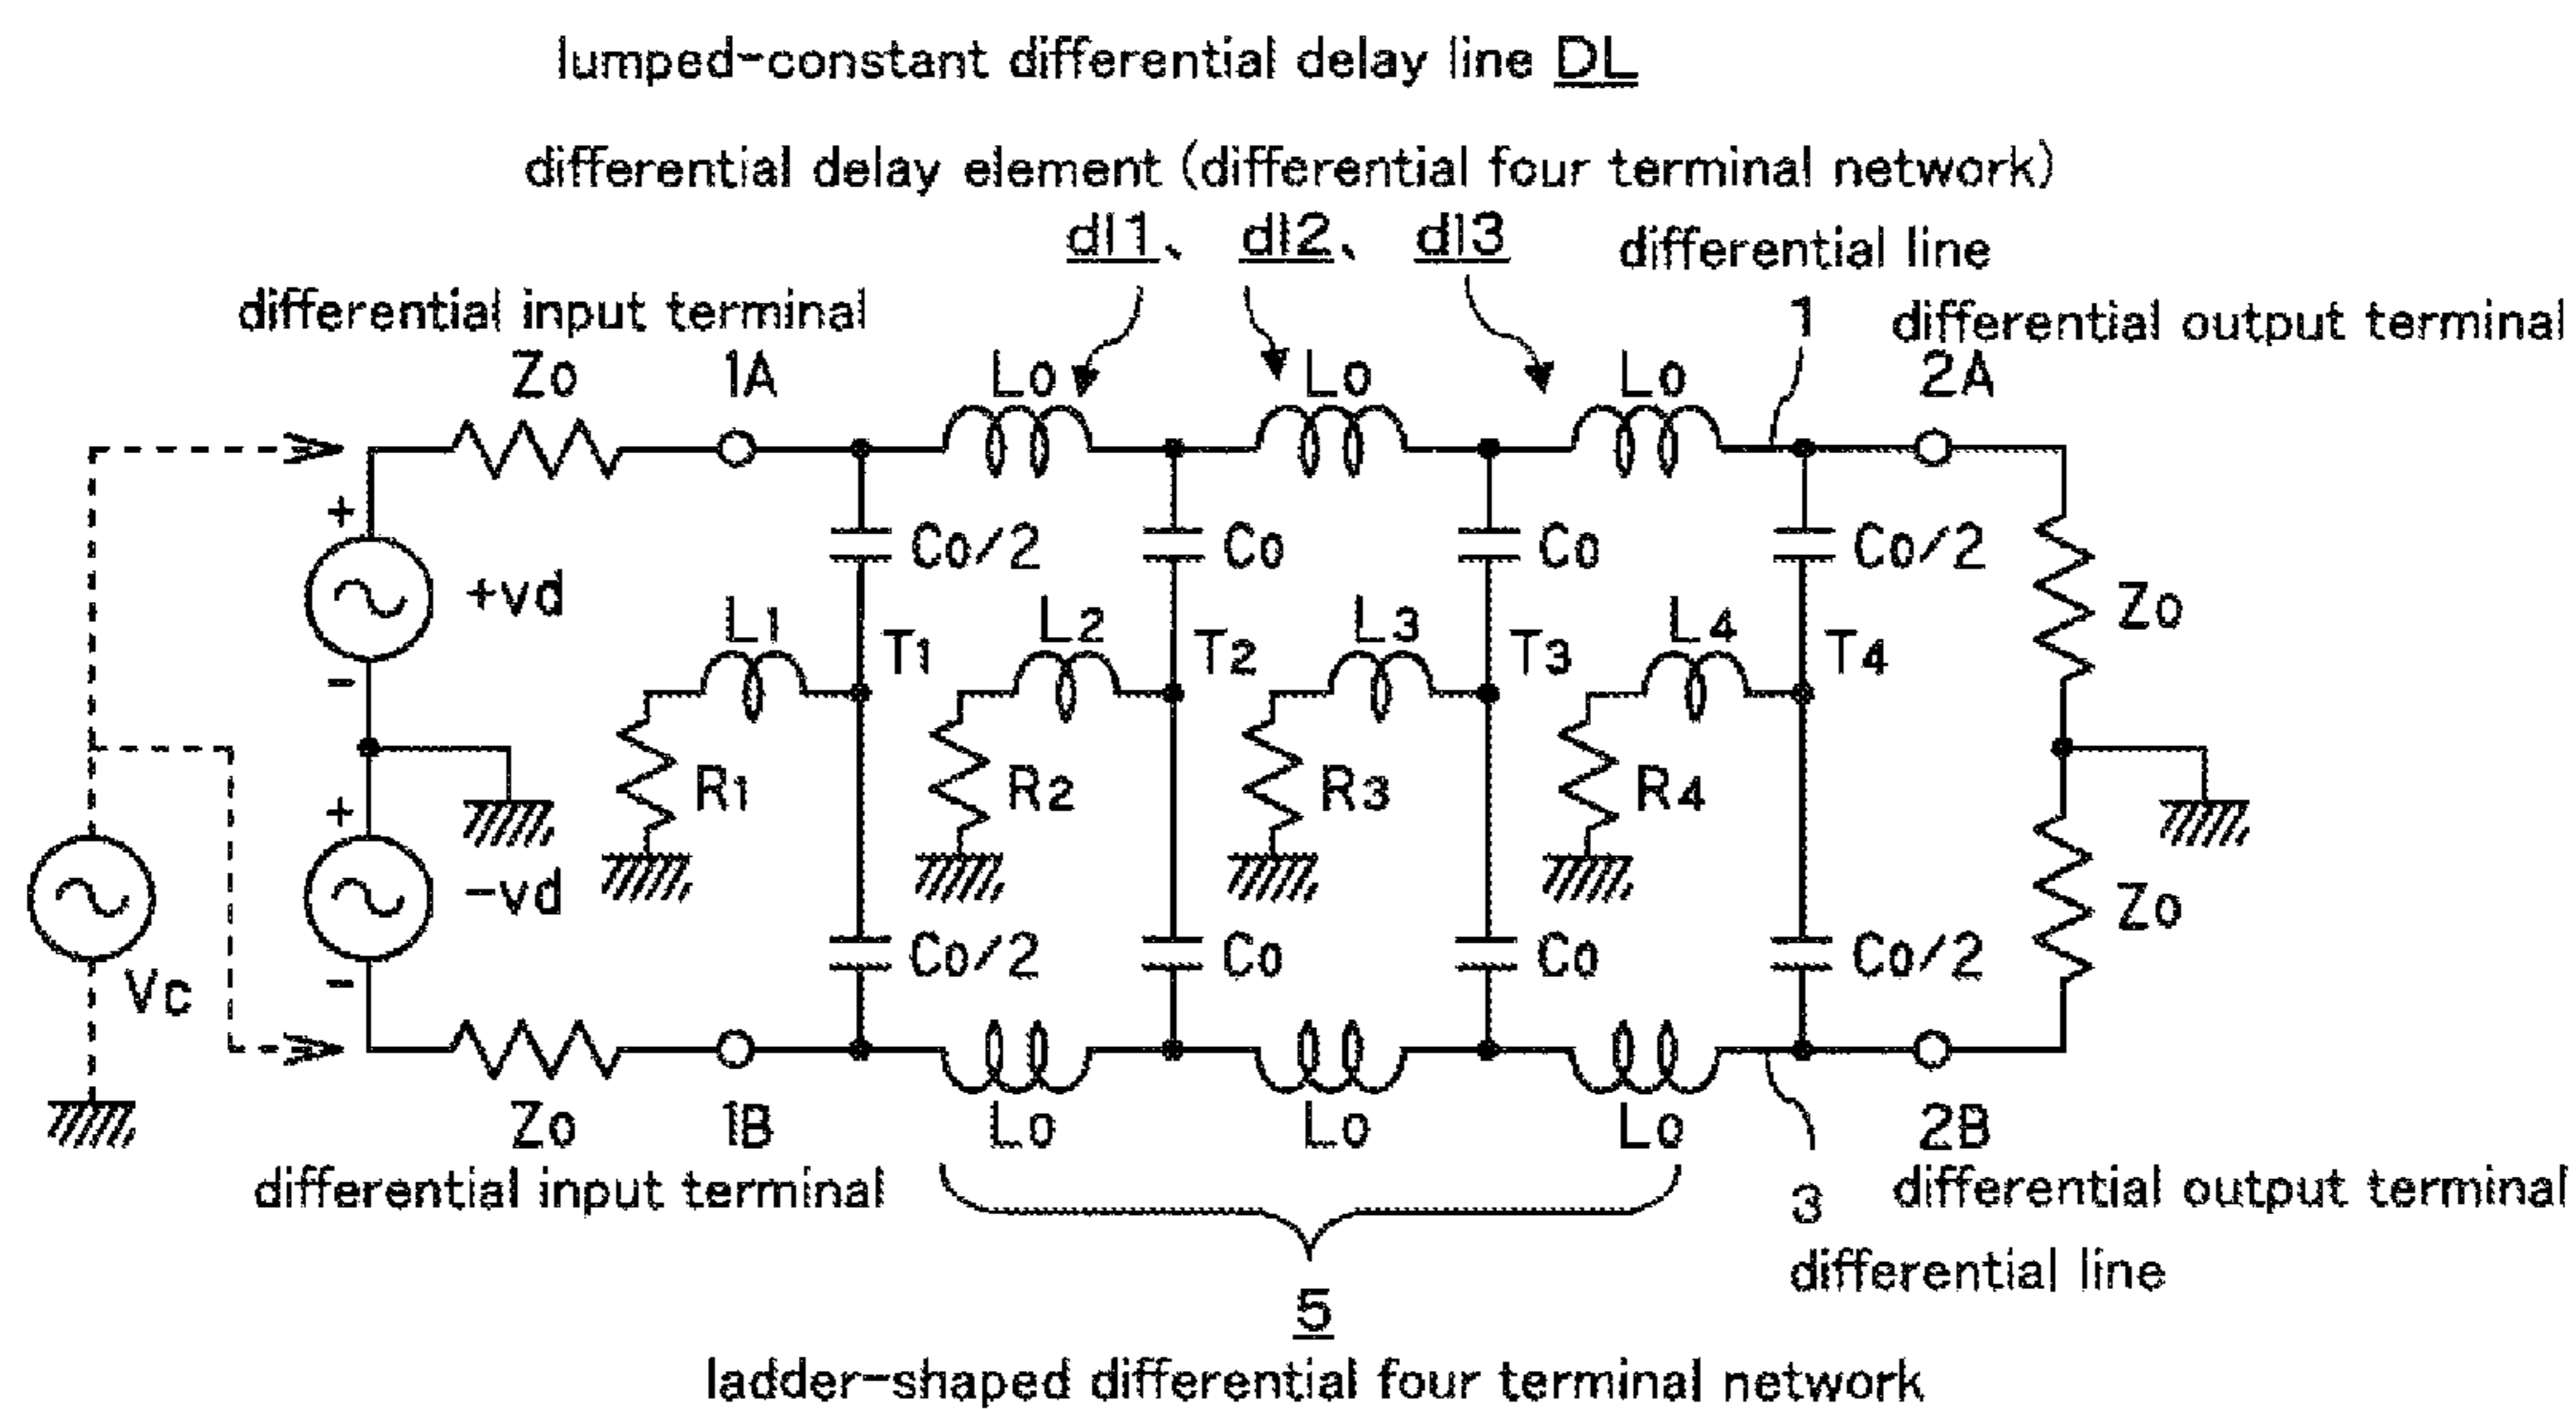 lumped-constant differential delay line DL
differential delay element (differential four terminal network)
dl1、 dl2、 dl3 differential line
differential input terminal 1 differential output terminal
Zo 1A Lo Lo Lo 2A
+
Co/2 Co Co Co/2
+vd Zo
L1 T1 L2 T2 L3 T3 L4 T4
-
R1 R2 R3 R4
+
-vd Zo
Co/2 Co Co Co/2
Vc -
Zo 1B Lo Lo Lo 2B
differential input terminal 3 differential output terminal
differential line
5
ladder-shaped differential four terminal network